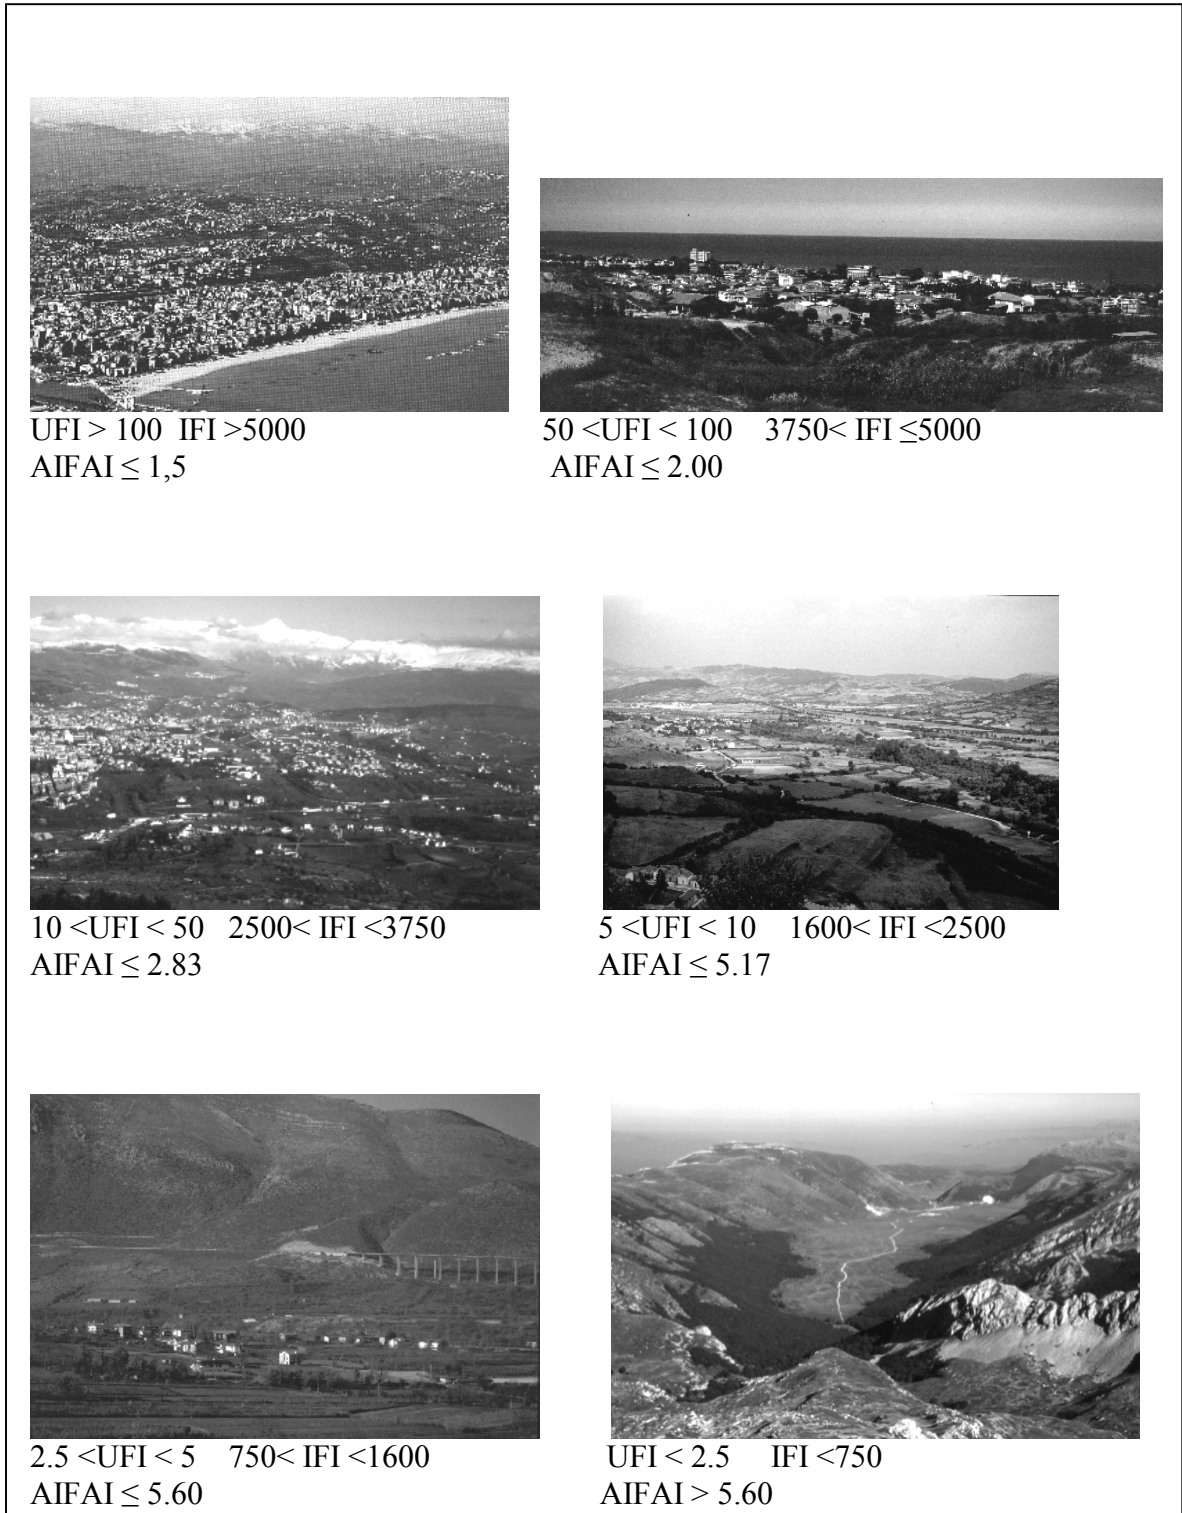 UFI > 100 IFI >5000
AIFAI ≤ 1,5
50 <UFI < 100 3750< IFI ≤5000
AIFAI ≤ 2.00
10 <UFI < 50 2500< IFI <3750
AIFAI ≤ 2.83
5 <UFI < 10 1600< IFI <2500
AIFAI ≤ 5.17
2.5 <UFI < 5 750< IFI <1600
AIFAI ≤ 5.60
UFI < 2.5 IFI <750
AIFAI > 5.60